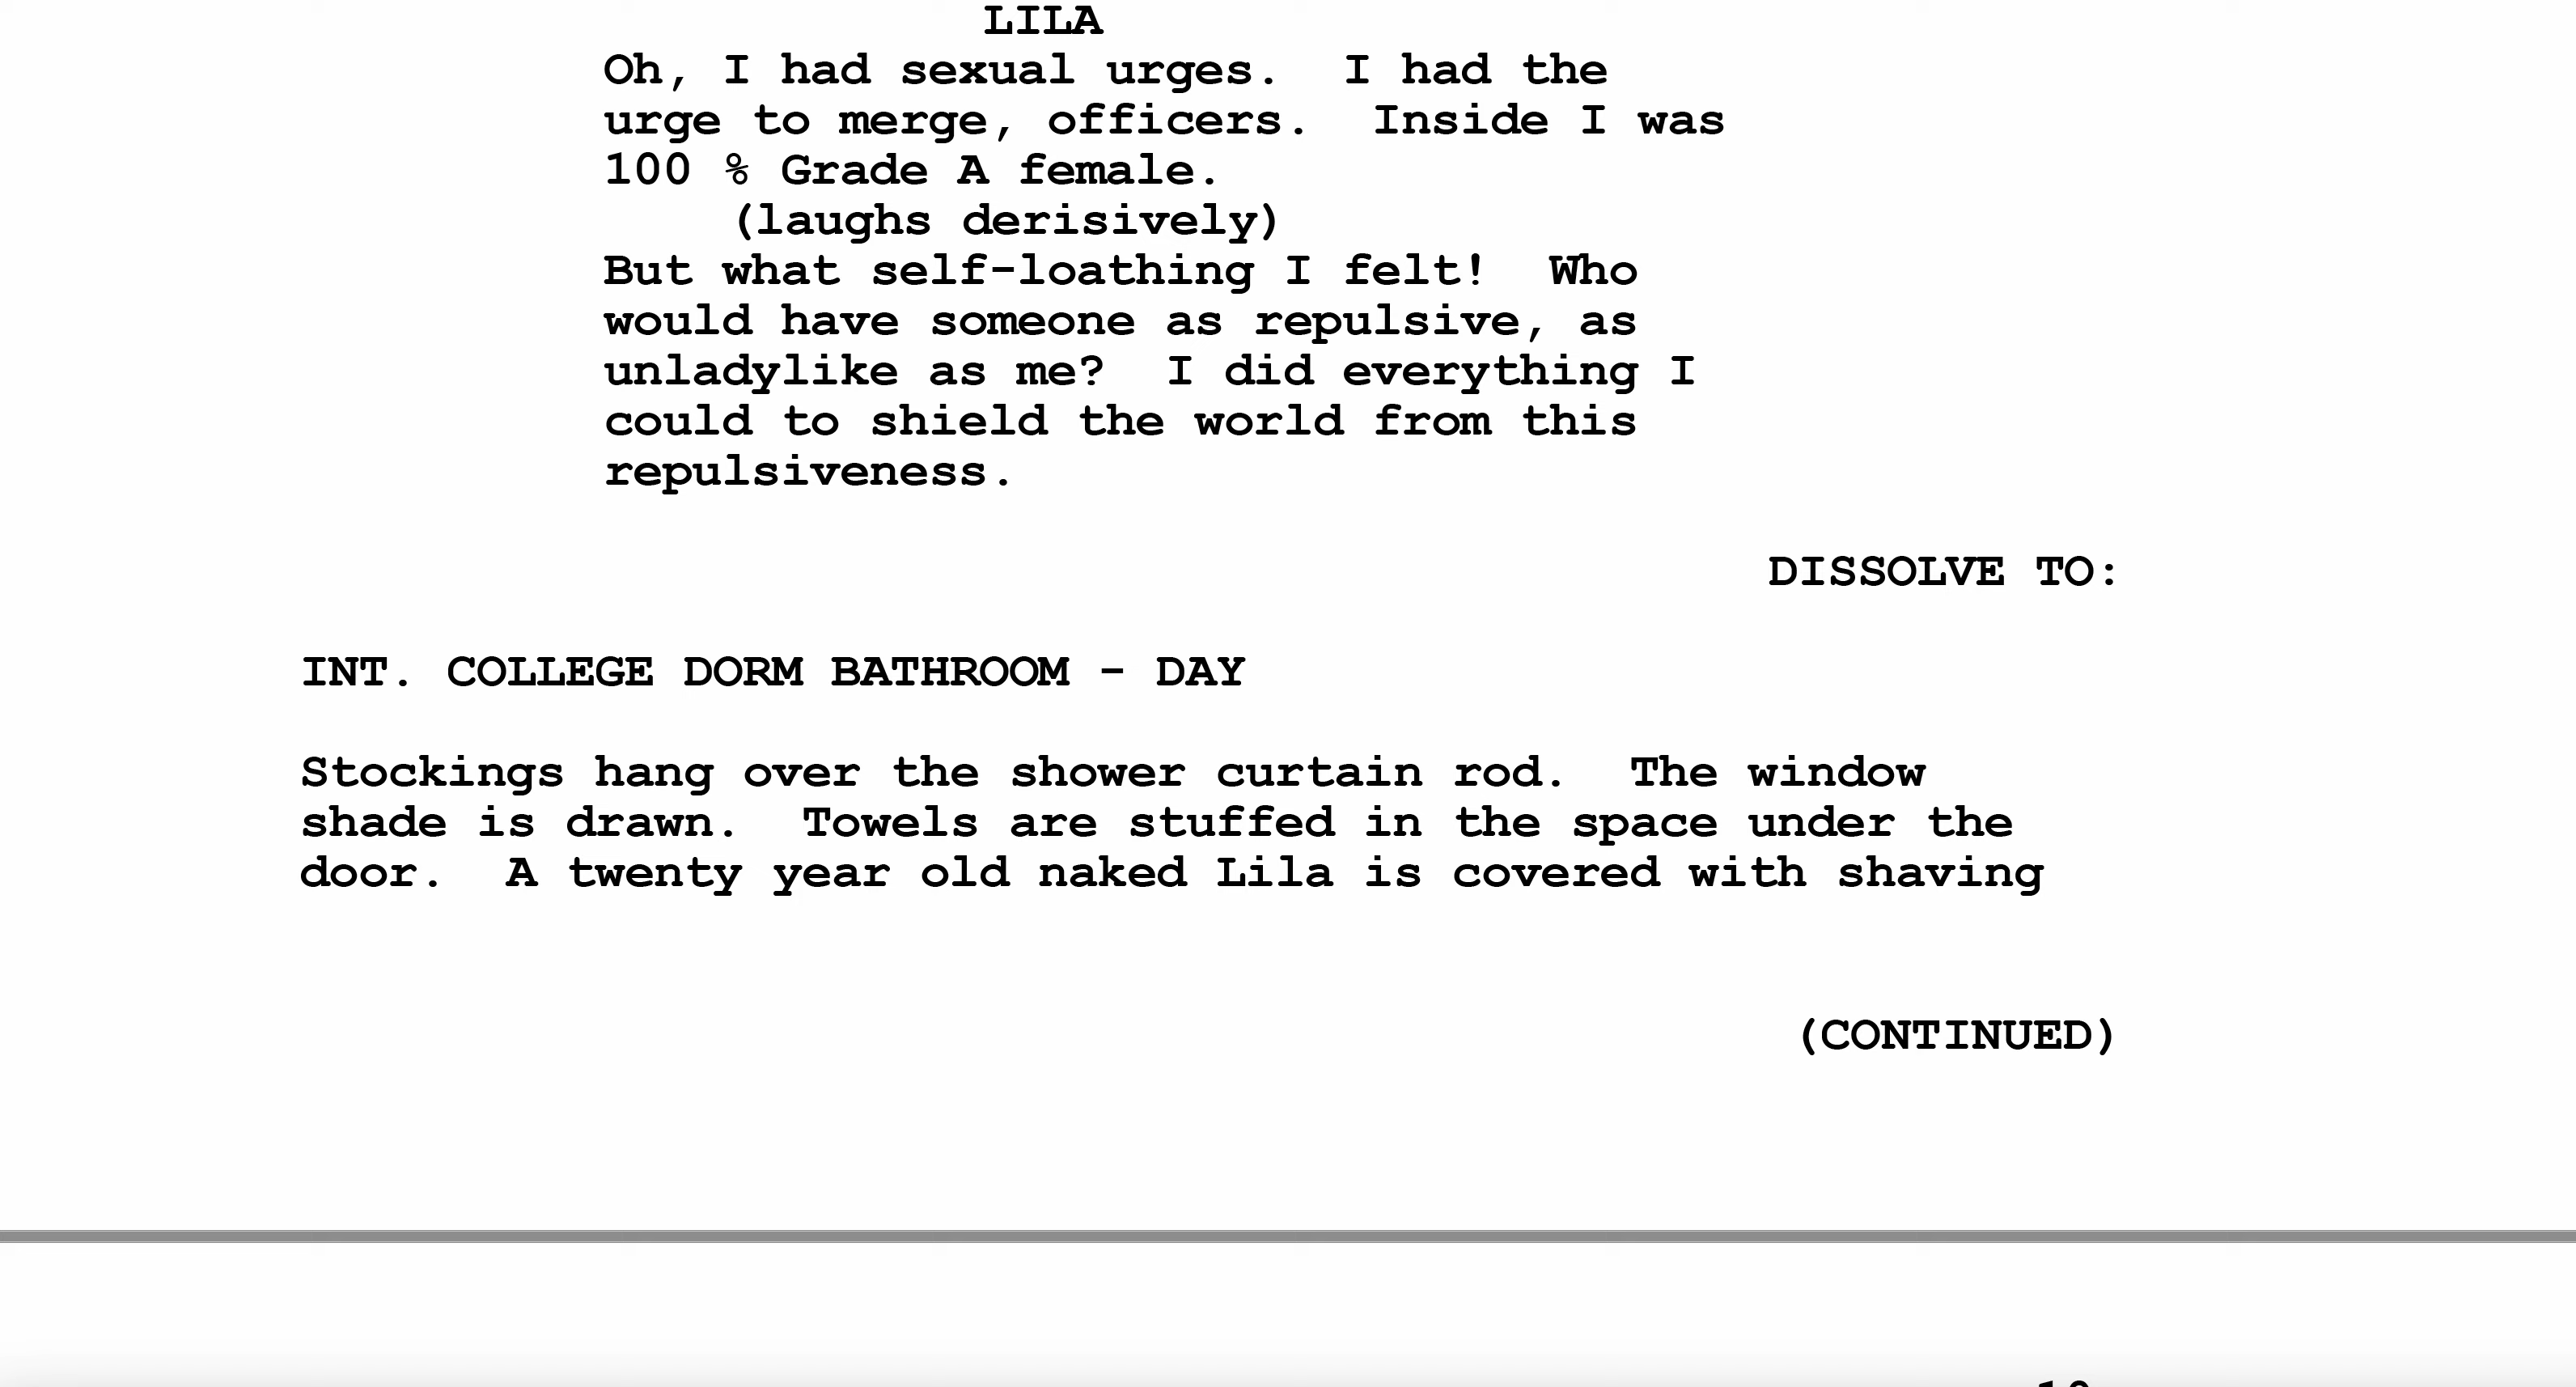 LILA
Oh, I had sexual urges.  I had the
urge to merge, officers.  Inside I was
100 % Grade A female.
(laughs derisively)
But what self-loathing I felt!  Who
would have someone as repulsive, as
unladylike as me?  I did everything I
could to shield the world from this
repulsiveness.
DISSOLVE TO:
INT. COLLEGE DORM BATHROOM - DAY
Stockings hang over the shower curtain rod.  The window
shade is drawn.  Towels are stuffed in the space under the
door.  A twenty year old naked Lila is covered with shaving
(CONTINUED)